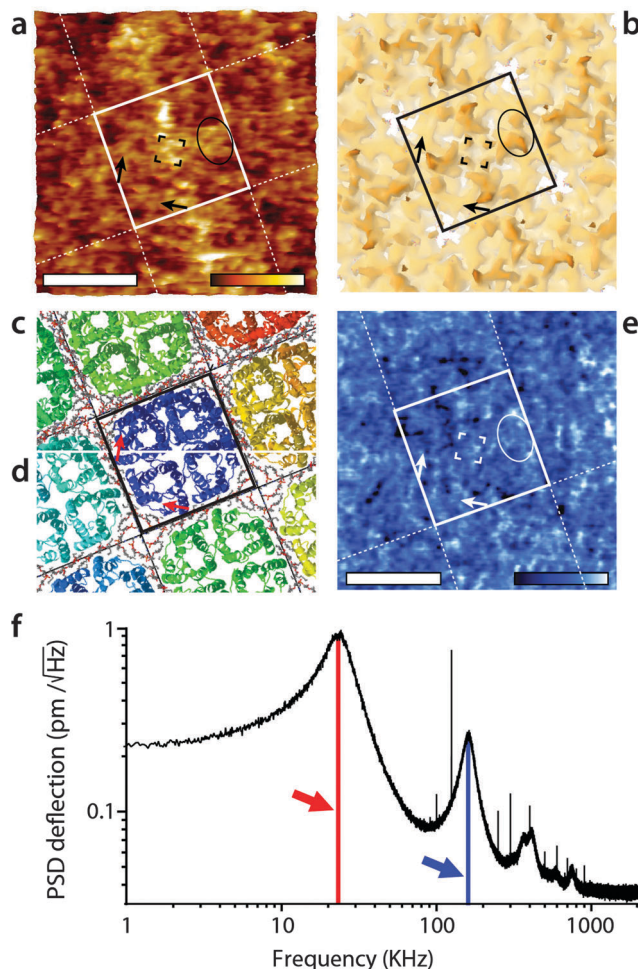 a
b
c
d
e
f
PSD deflection (pm /√Hz)
1
0.1
1
10
100
1000
Frequency (KHz)